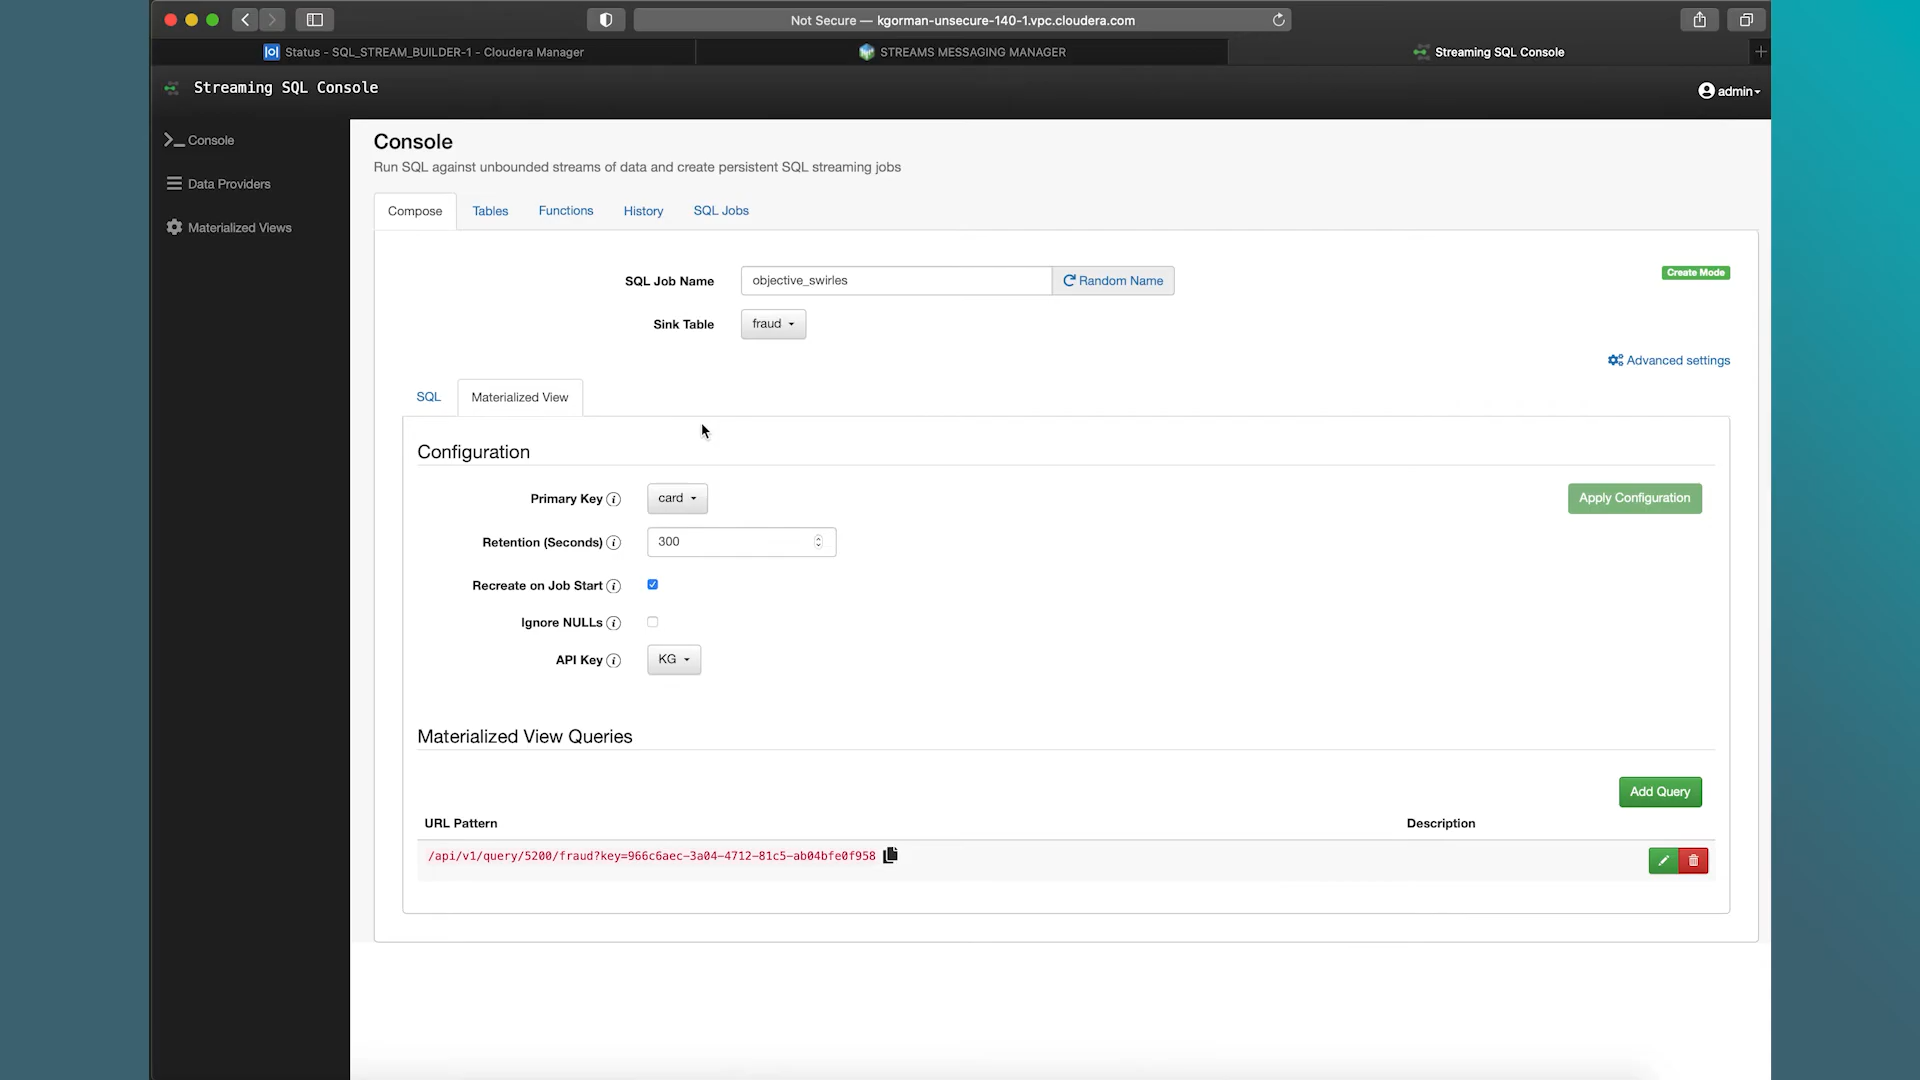 Not Secure — kgorman-unsecure-140-1.vpc.cloudera.com
Status - SQL_STREAM_BUILDER-1 - Cloudera Manager
STREAMS MESSAGING MANAGER
Streaming SQL Console
Streaming SQL Console
admin
Console
Data Providers
Materialized Views
Console
Run SQL against unbounded streams of data and create persistent SQL streaming jobs
Compose Tables Functions History SQL Jobs
SQL Job Name objective_swirles Random Name
Create Mode
Sink Table fraud
Advanced settings
SQL Materialized View
Configuration
Primary Key card
Apply Configuration
Retention (Seconds) 300
Recreate on Job Start
Ignore NULLs
API Key KG
Materialized View Queries
Add Query
URL Pattern Description
/api/v1/query/5200/fraud?key=966c6aec-3a04-4712-81c5-ab04bfe0f958